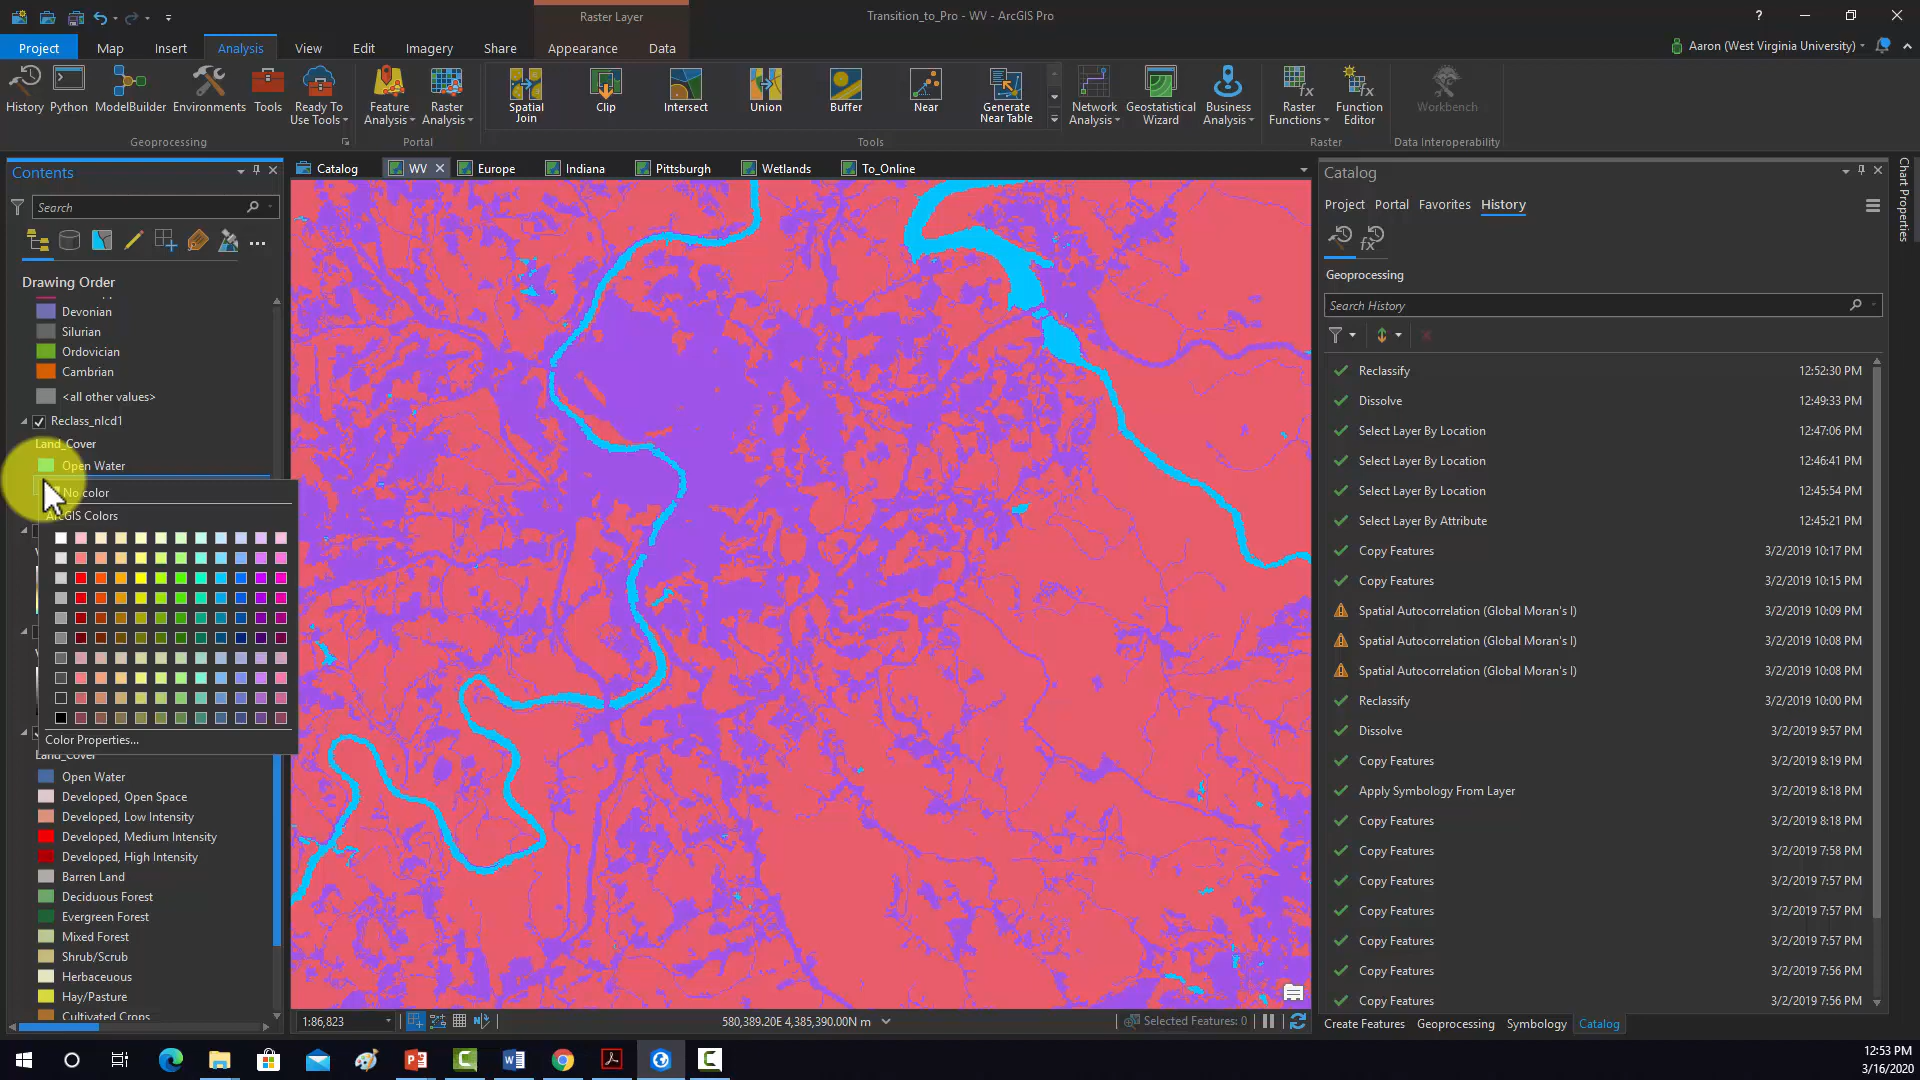 Raster Layer
Transition_to_Pro - WV - ArcGIS Pro
?
Project
Map
Insert
Analysis
View
Edit
Imagery
Share
Appearance
Data
Aaron (West Virginia University)
History
Python
ModelBuilder
Environments
Tools
Ready To
Use Tools
Feature
Analysis
Raster
Analysis
Spatial
Join
Clip
Intersect
Union
Buffer
Near
Generate
Near Table
Network
Analysis
Geostatistical
Wizard
Business
Analysis
Raster
Functions
Function
Editor
Workbench
Geoprocessing
Portal
Tools
Raster
Data Interoperability
Contents
Search
Drawing Order
Devonian
Silurian
Ordovician
Cambrian
<all other values>
Reclass_nlcd1
Land_Cover
Open Water
No color
ArcGIS Colors
Color Properties...
Land_Cover
Open Water
Developed, Open Space
Developed, Low Intensity
Developed, Medium Intensity
Developed, High Intensity
Barren Land
Deciduous Forest
Evergreen Forest
Mixed Forest
Shrub/Scrub
Herbaceous
Hay/Pasture
Cultivated Crops
Catalog
WV
Europe
Indiana
Pittsburgh
Wetlands
To_Online
1:86,823
580,389.20E 4,385,390.00N m
Selected Features: 0
Catalog
Project
Portal
Favorites
History
Geoprocessing
Search History
Reclassify 12:52:30 PM
Dissolve 12:49:33 PM
Select Layer By Location 12:47:06 PM
Select Layer By Location 12:46:41 PM
Select Layer By Location 12:45:54 PM
Select Layer By Attribute 12:45:21 PM
Copy Features 3/2/2019 10:17 PM
Copy Features 3/2/2019 10:15 PM
Spatial Autocorrelation (Global Moran's I) 3/2/2019 10:09 PM
Spatial Autocorrelation (Global Moran's I) 3/2/2019 10:08 PM
Spatial Autocorrelation (Global Moran's I) 3/2/2019 10:08 PM
Reclassify 3/2/2019 10:00 PM
Dissolve 3/2/2019 9:57 PM
Copy Features 3/2/2019 8:19 PM
Apply Symbology From Layer 3/2/2019 8:18 PM
Copy Features 3/2/2019 8:18 PM
Copy Features 3/2/2019 7:58 PM
Copy Features 3/2/2019 7:57 PM
Copy Features 3/2/2019 7:57 PM
Copy Features 3/2/2019 7:57 PM
Copy Features 3/2/2019 7:56 PM
Copy Features 3/2/2019 7:56 PM
Create Features
Geoprocessing
Symbology
Catalog
Chart Properties
12:53 PM
3/16/2020